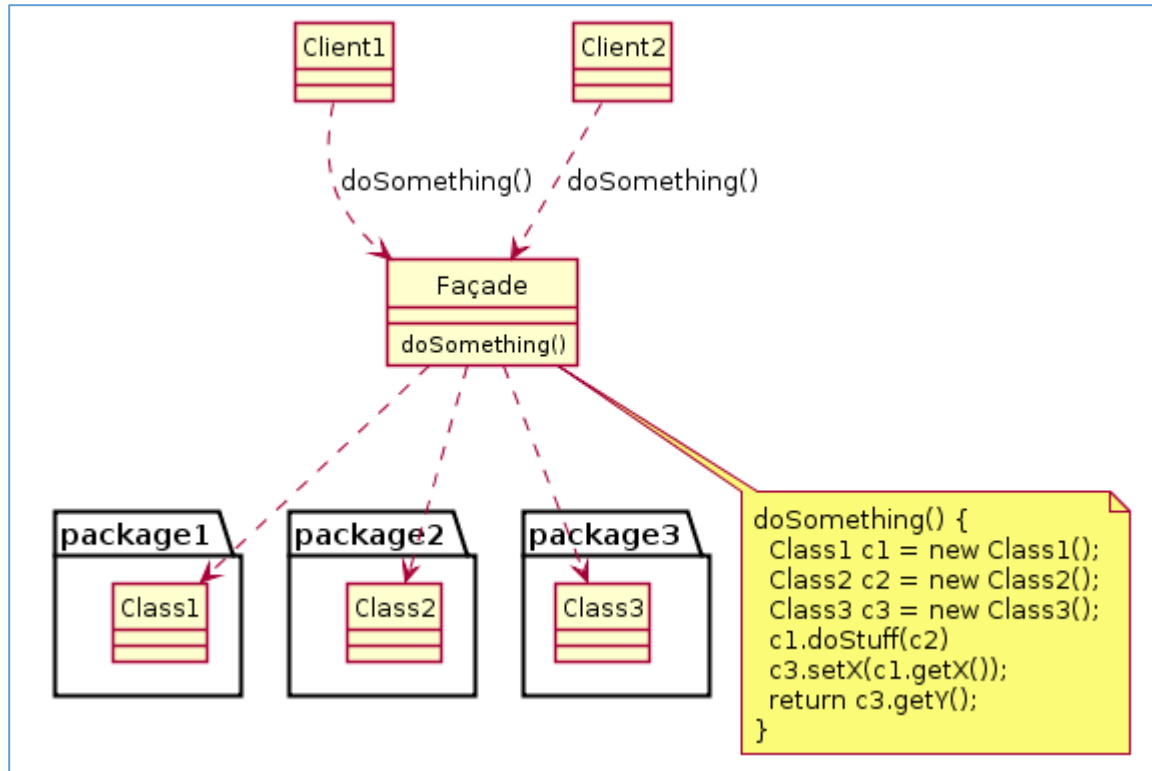 Client1
Client2
doSomething()
doSomething()
Façade
doSomething()
package1
package2
package3
Class1
Class2
Class3
doSomething() {
Class1 c1 = new Class1();
Class2 c2 = new Class2();
Class3 c3 = new Class3();
c1.doStuff(c2)
c3.setX(c1.getX());
return c3.getY();
}